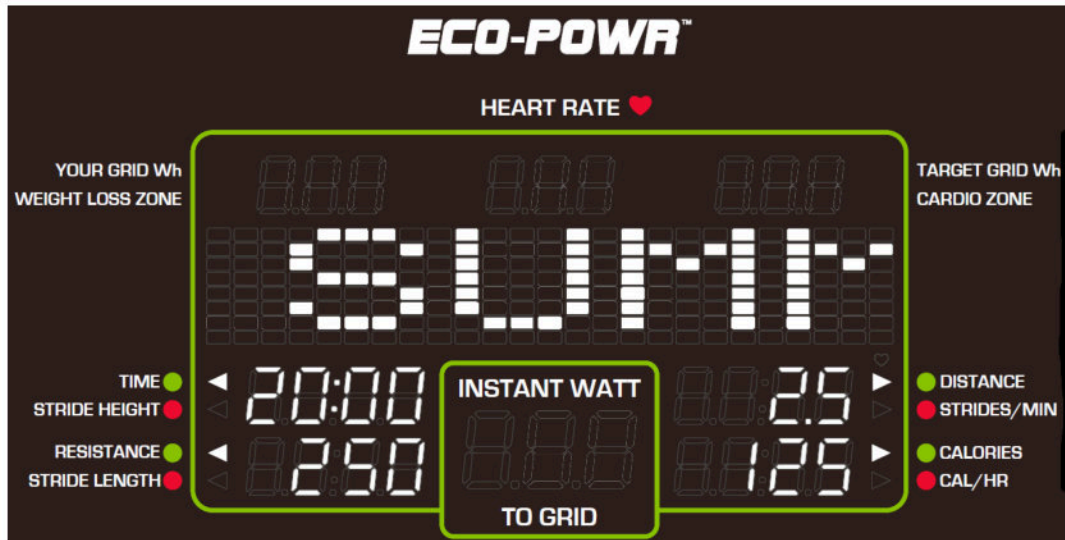 ECO-POWR™
HEART RATE
YOUR GRID Wh
WEIGHT LOSS ZONE
TARGET GRID Wh
CARDIO ZONE
SUMM
TIME 20:00
STRIDE HEIGHT
RESISTANCE 250
STRIDE LENGTH
INSTANT WATT
TO GRID
2.5 DISTANCE
STRIDES/MIN
125 CALORIES
CAL/HR